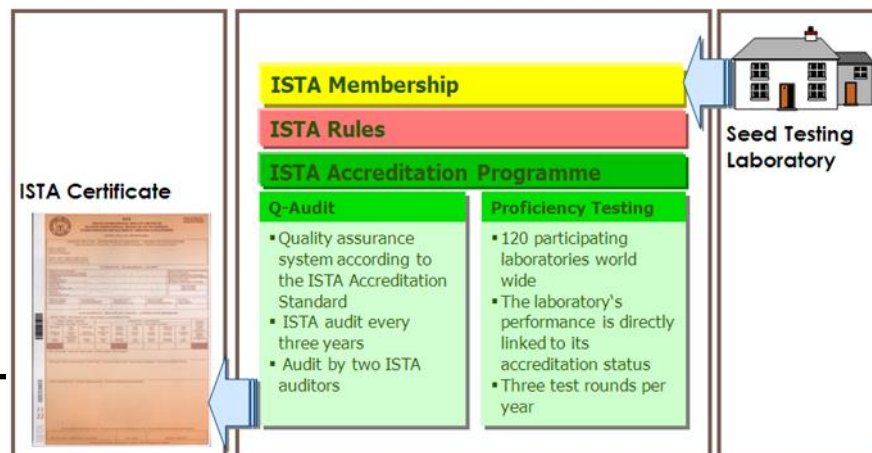 ISTA Certificate
ISTA Membership
ISTA Rules
ISTA Accreditation Programme
Q-Audit
▪ Quality assurance
system according to
the ISTA Accreditation
Standard
▪ ISTA audit every
three years
▪ Audit by two ISTA
auditors
Proficiency Testing
▪ 120 participating
laboratories world
wide
▪ The laboratory's
performance is directly
linked to its
accreditation status
▪ Three test rounds per
year
Seed Testing
Laboratory